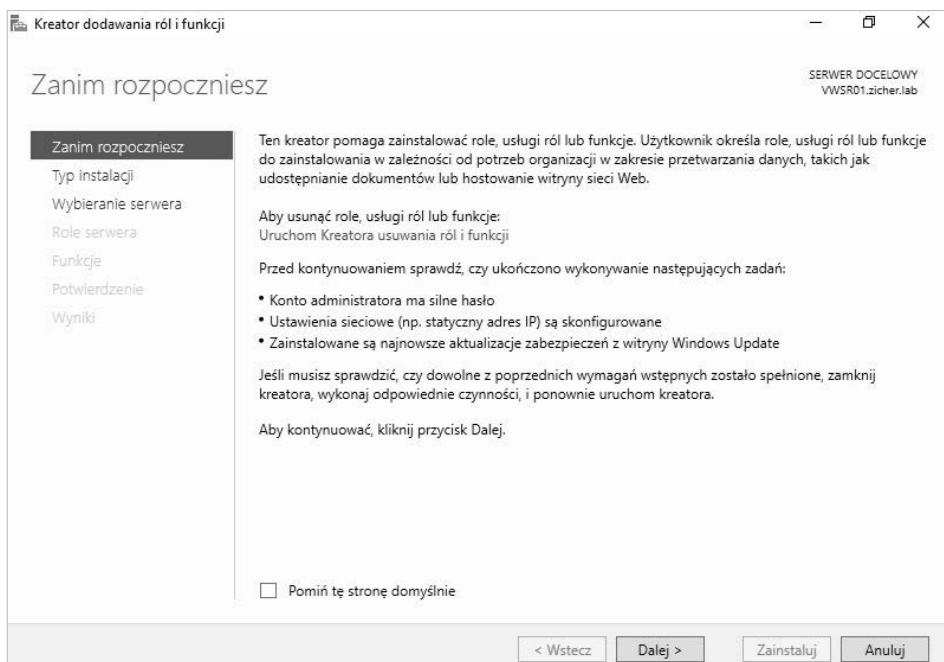 Kreator dodawania ról i funkcji
Zanim rozpoczniesz
SERWER DOCELOWY
VWSR01.zicher.lab
Zanim rozpoczniesz
Typ instalacji
Wybieranie serwera
Role serwera
Funkcje
Potwierdzenie
Wyniki
Ten kreator pomaga zainstalować role, usługi ról lub funkcje. Użytkownik określa role, usługi ról lub funkcje
do zainstalowania w zależności od potrzeb organizacji w zakresie przetwarzania danych, takich jak
udostępnianie dokumentów lub hostowanie witryny sieci Web.
Aby usunąć role, usługi ról lub funkcje:
Uruchom Kreatora usuwania ról i funkcji
Przed kontynuowaniem sprawdź, czy ukończono wykonywanie następujących zadań:
• Konto administratora ma silne hasło
• Ustawienia sieciowe (np. statyczny adres IP) są skonfigurowane
• Zainstalowane są najnowsze aktualizacje zabezpieczeń z witryny Windows Update
Jeśli musisz sprawdzić, czy dowolne z poprzednich wymagań wstępnych zostało spełnione, zamknij
kreatora, wykonaj odpowiednie czynności, i ponownie uruchom kreatora.
Aby kontynuować, kliknij przycisk Dalej.
Pomiń tę stronę domyślnie
< Wstecz
Dalej >
Zainstaluj
Anuluj